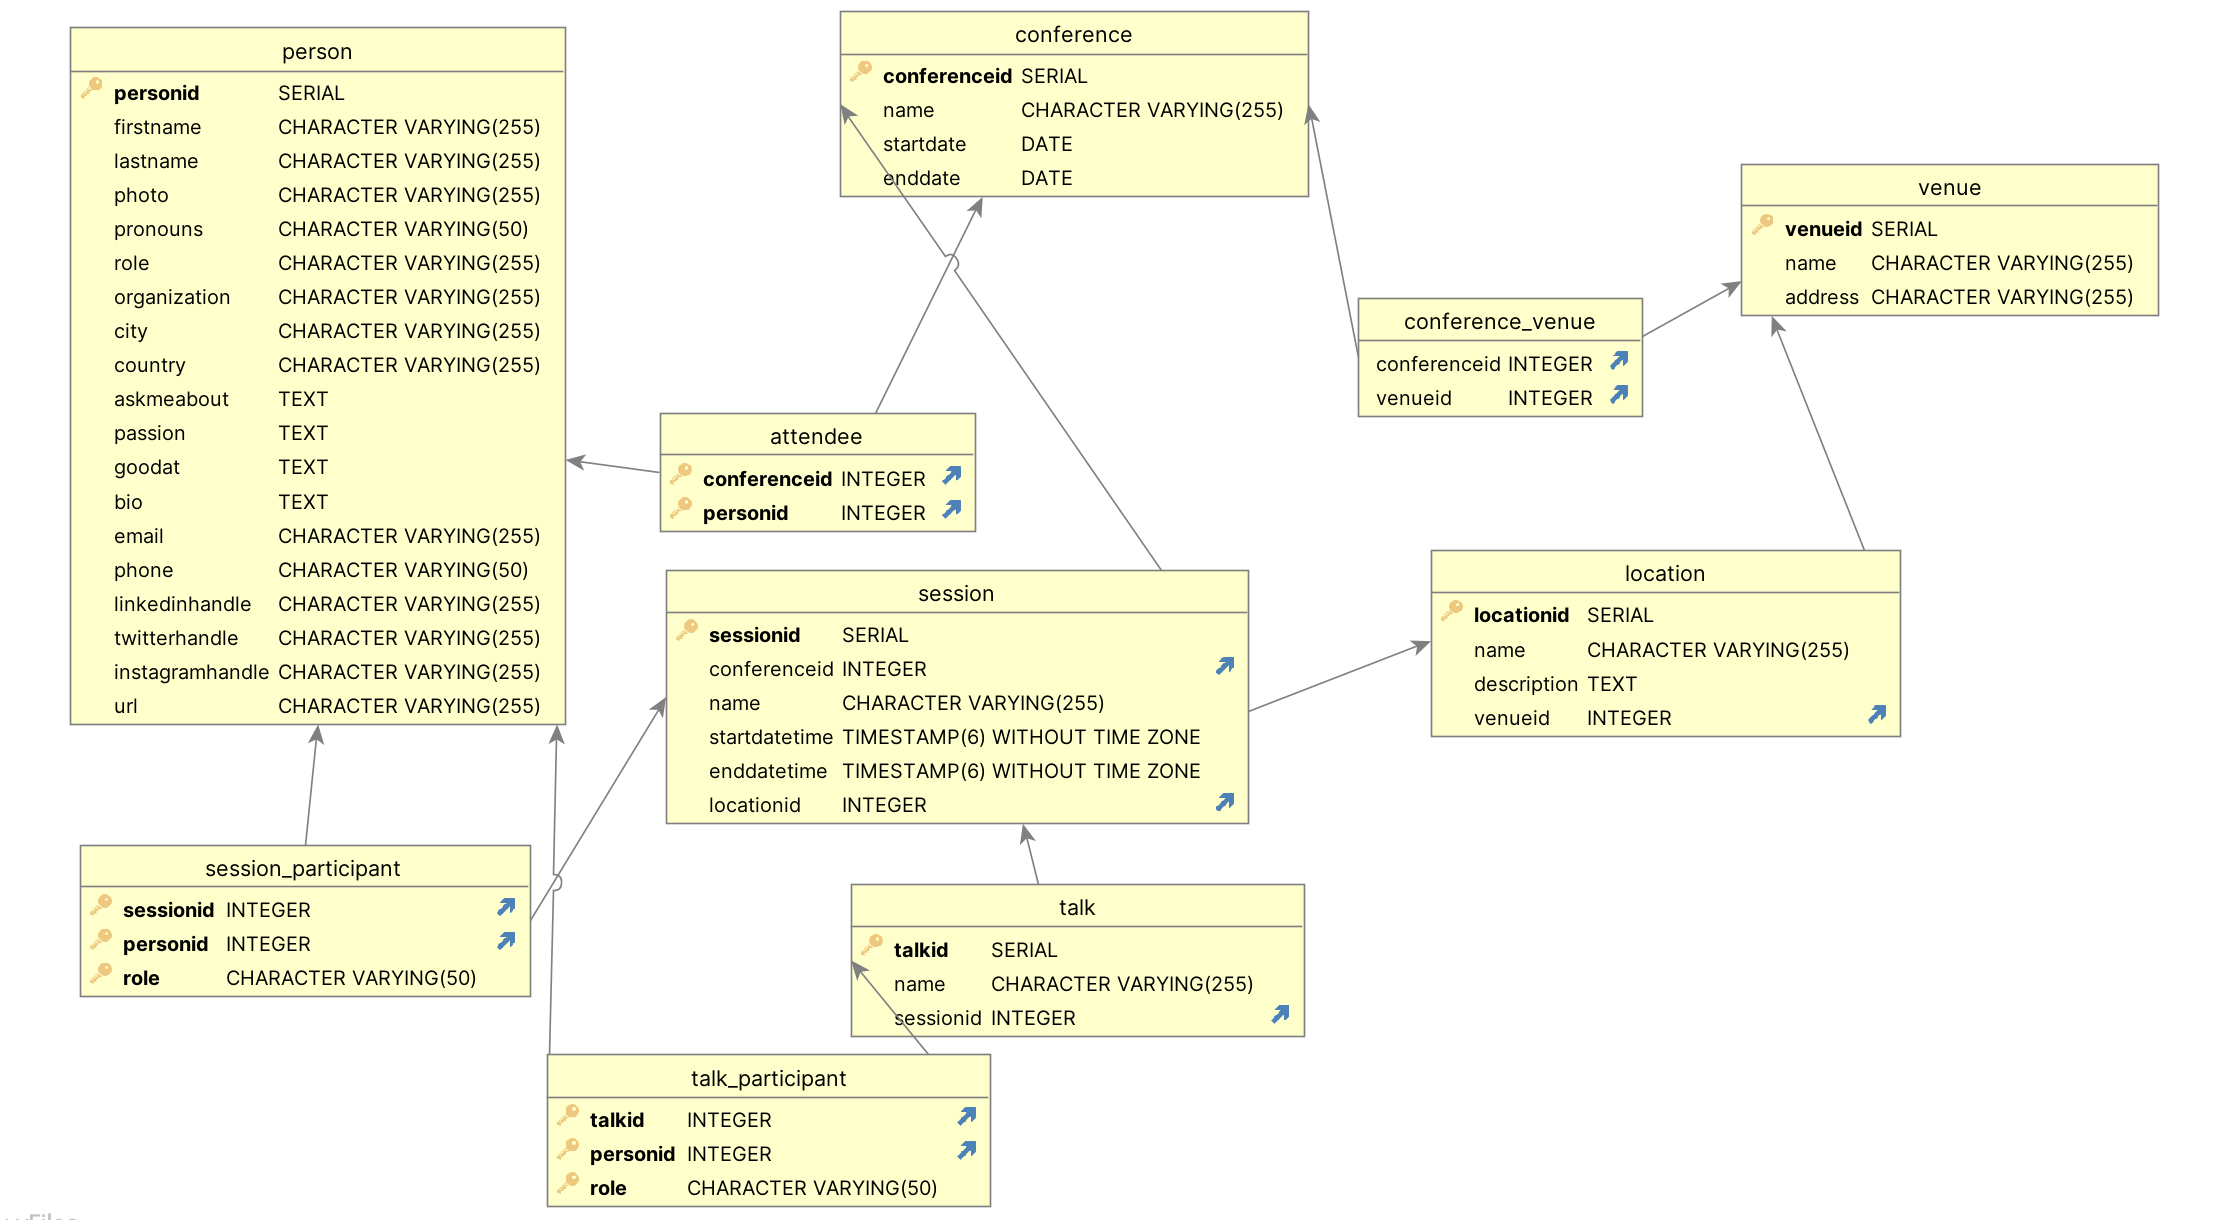 person
personid SERIAL
firstname CHARACTER VARYING(255)
lastname CHARACTER VARYING(255)
photo CHARACTER VARYING(255)
pronouns CHARACTER VARYING(50)
role CHARACTER VARYING(255)
organization CHARACTER VARYING(255)
city CHARACTER VARYING(255)
country CHARACTER VARYING(255)
askmeabout TEXT
passion TEXT
goodat TEXT
bio TEXT
email CHARACTER VARYING(255)
phone CHARACTER VARYING(50)
linkedinhandle CHARACTER VARYING(255)
twitterhandle CHARACTER VARYING(255)
instagramhandle CHARACTER VARYING(255)
url CHARACTER VARYING(255)
conference
conferenceid SERIAL
name CHARACTER VARYING(255)
startdate DATE
enddate DATE
venue
venueid SERIAL
name CHARACTER VARYING(255)
address CHARACTER VARYING(255)
conference_venue
conferenceid INTEGER
venueid INTEGER
attendee
conferenceid INTEGER
personid INTEGER
session
sessionid SERIAL
conferenceid INTEGER
name CHARACTER VARYING(255)
startdatetime TIMESTAMP(6) WITHOUT TIME ZONE
enddatetime TIMESTAMP(6) WITHOUT TIME ZONE
locationid INTEGER
location
locationid SERIAL
name CHARACTER VARYING(255)
description TEXT
venueid INTEGER
session_participant
sessionid INTEGER
personid INTEGER
role CHARACTER VARYING(50)
talk
talkid SERIAL
name CHARACTER VARYING(255)
sessionid INTEGER
talk_participant
talkid INTEGER
personid INTEGER
role CHARACTER VARYING(50)